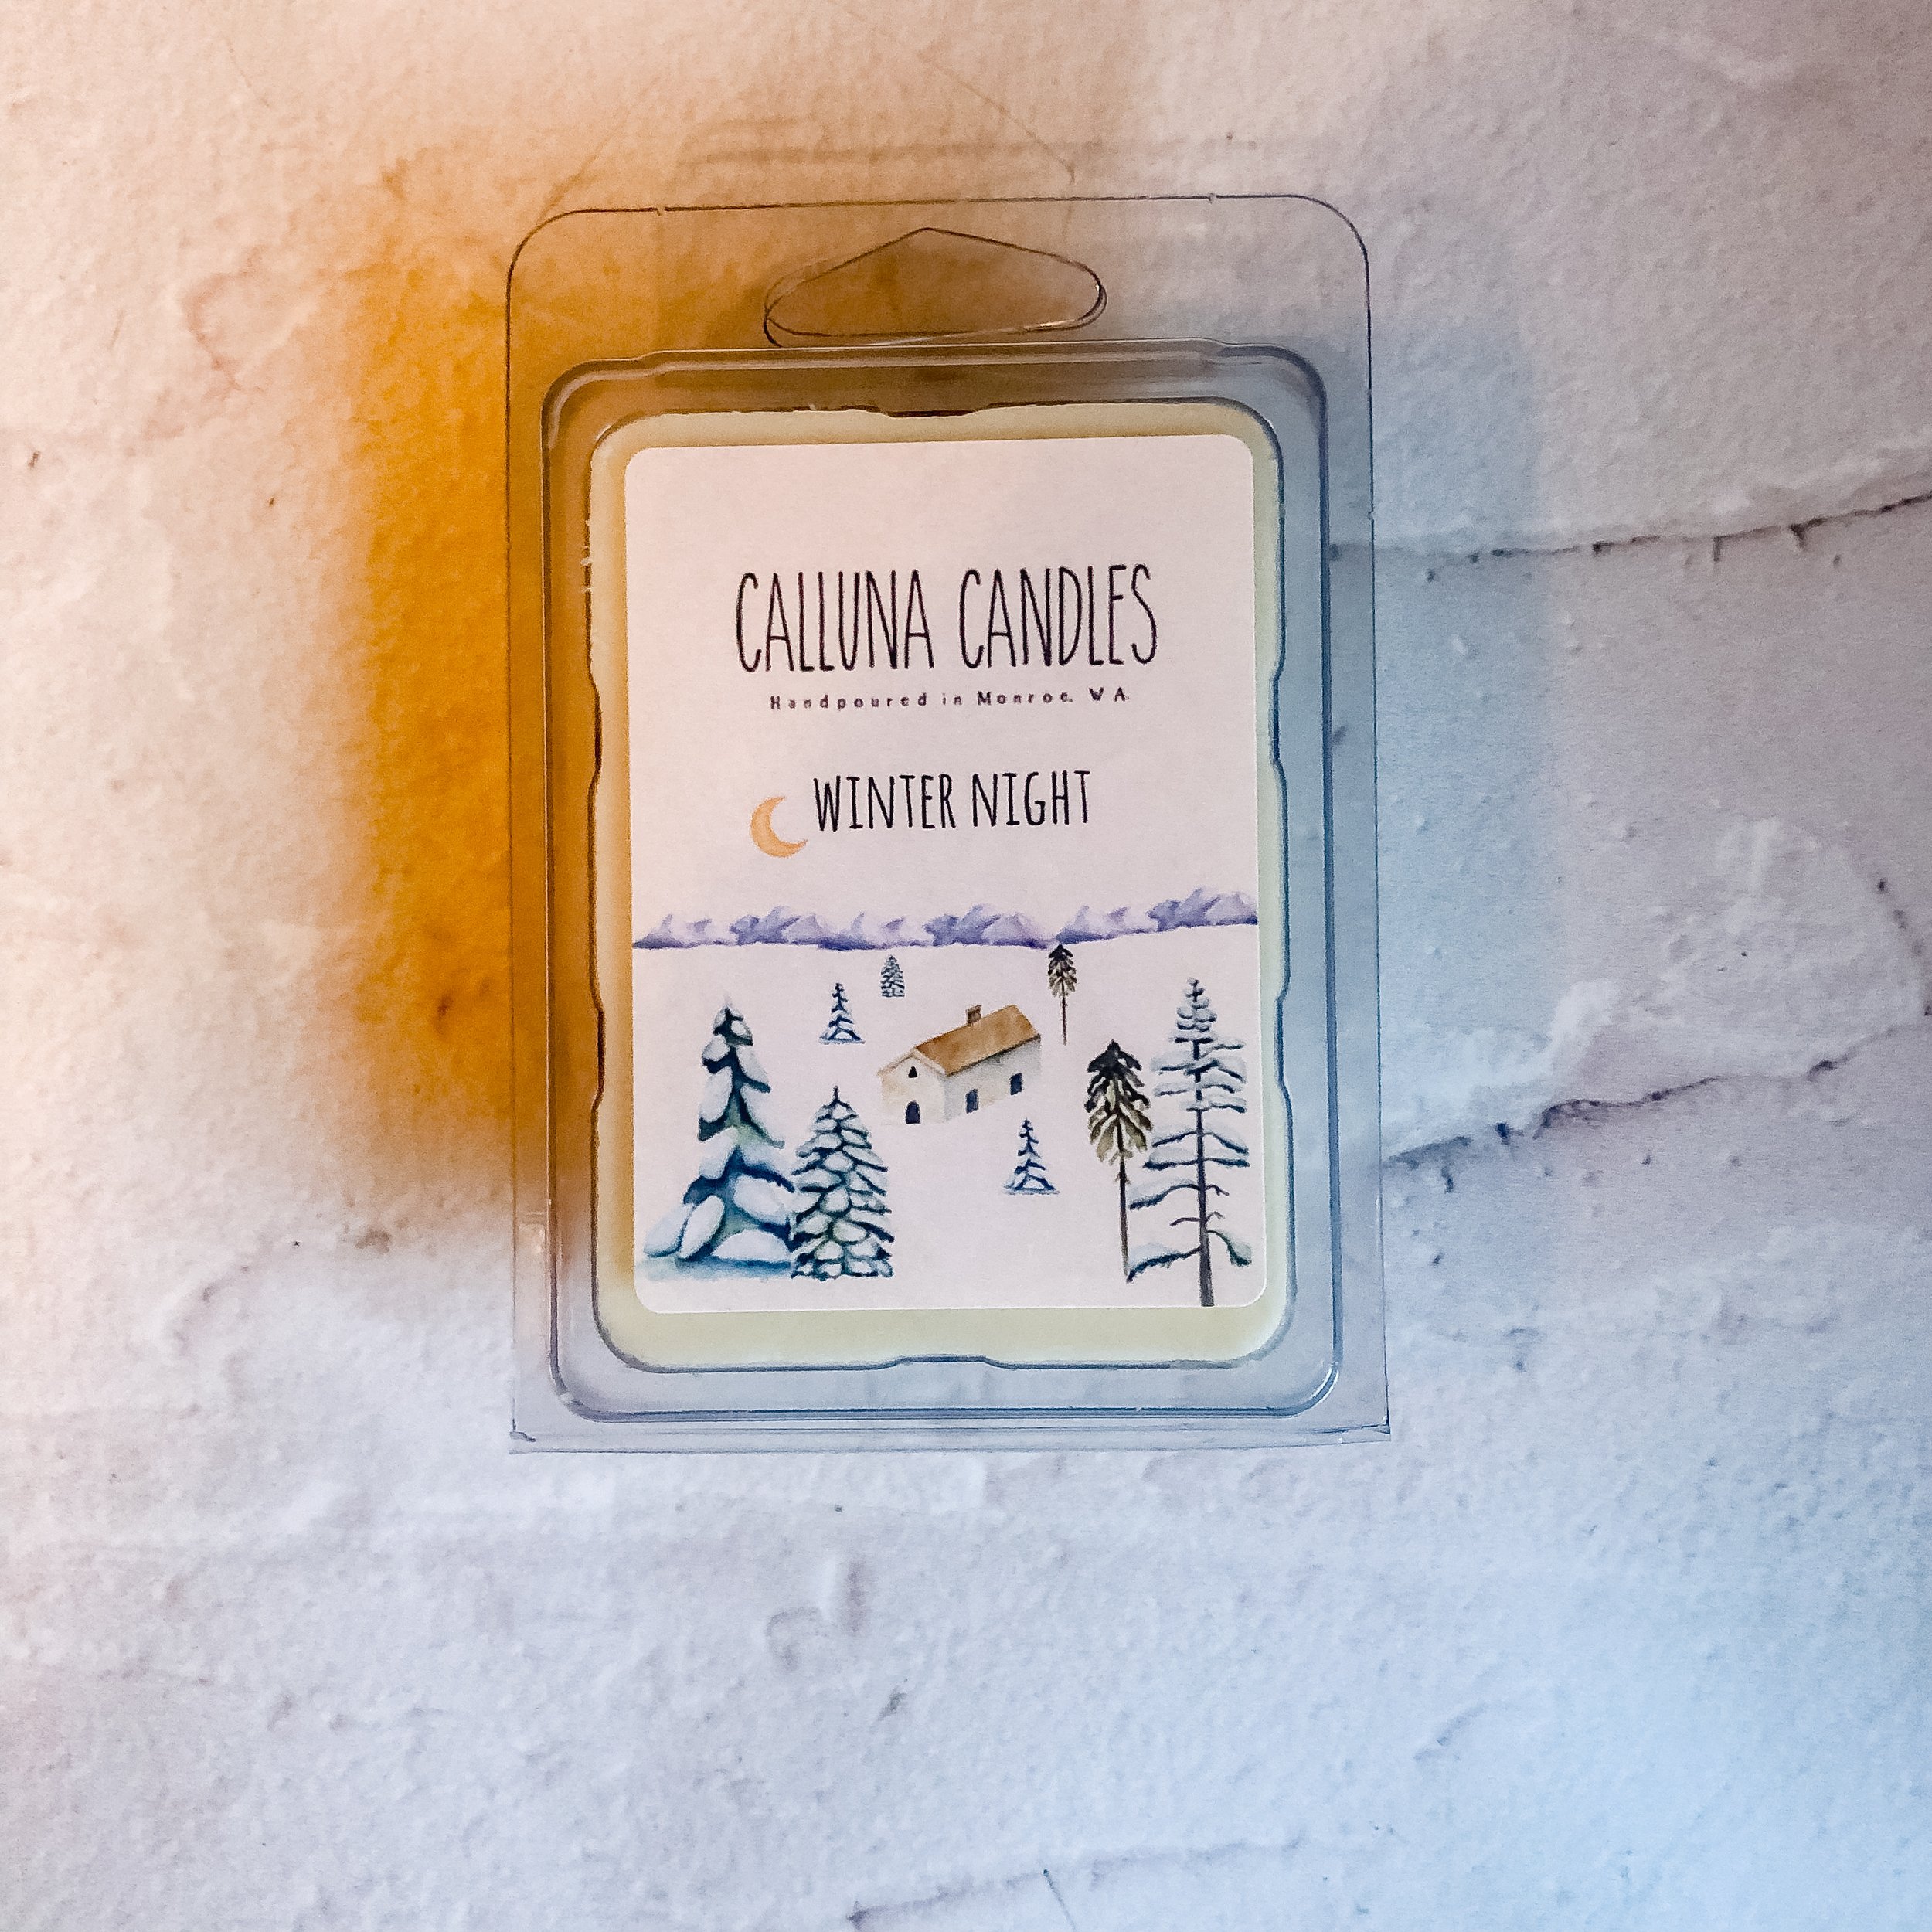 CALLUNA CANDLES
Handpoured in Monroe, WA.
WINTER NIGHT